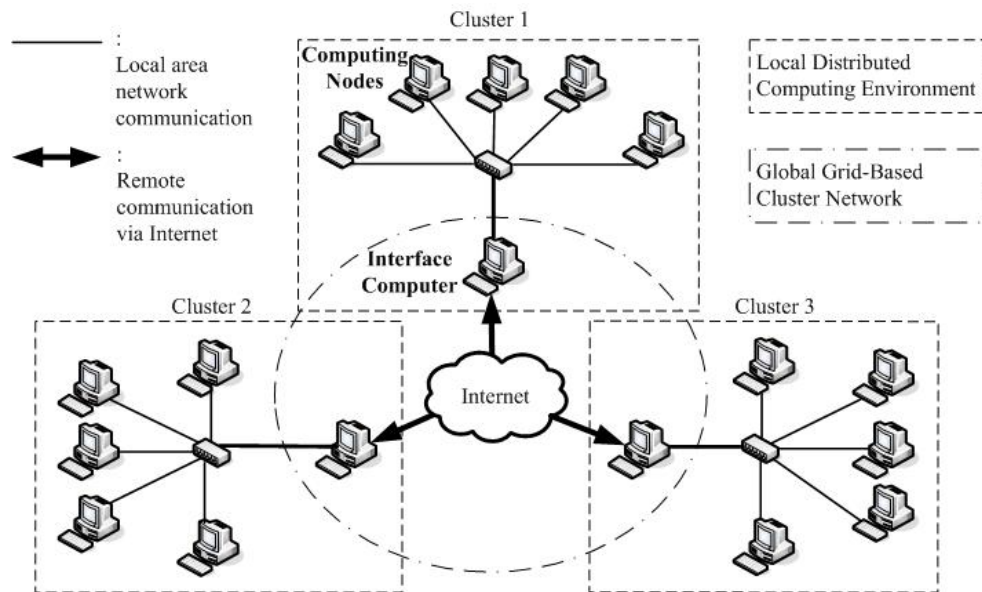 Cluster 1
:
Local area
network
communication
:
Remote
communication
via Internet
Computing
Nodes
Local Distributed
Computing Environment
Global Grid-Based
Cluster Network
Interface
Computer
Cluster 2
Cluster 3
Internet